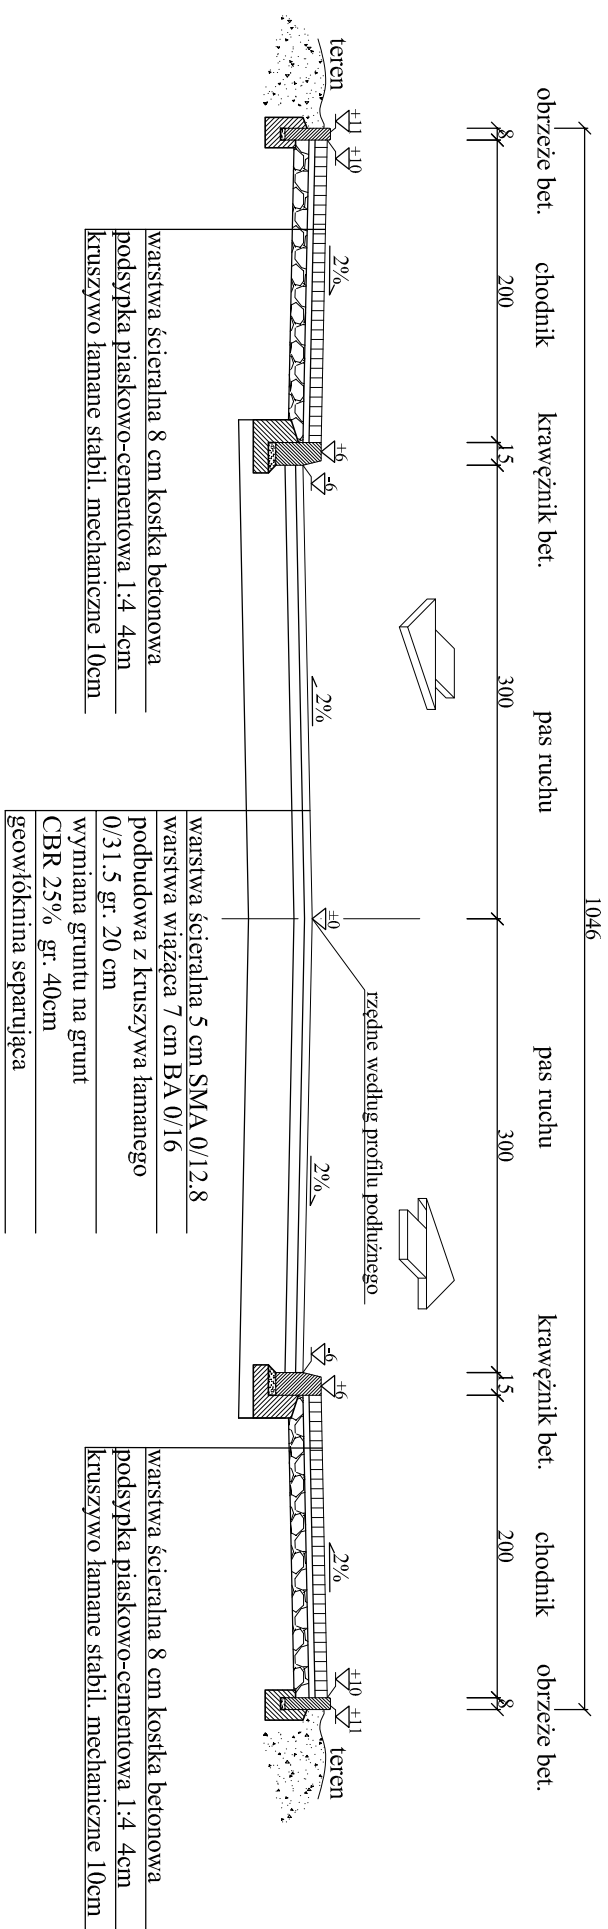 1046
obrzeże bet.
chodnik
krawężnik bet.
pas ruchu
pas ruchu
krawężnik bet.
chodnik
obrzeże bet.
8
200
15
300
300
15
200
8
teren
+11
+10
2%
+6
-6
2%
±0
rzędne według profilu podłużnego
2%
-6
+6
2%
+10
+11
teren
warstwa ścieralna 8 cm kostka betonowa
podsypka piaskowo-cementowa 1:4 4cm
kruszywo łamane stabil. mechaniczne 10cm
warstwa ścieralna 5 cm SMA 0/12.8
warstwa wiążąca 7 cm BA 0/16
podbudowa z kruszywa łamanego
0/31.5 gr. 20 cm
wymiana gruntu na grunt
CBR 25% gr. 40cm
geowłóknina separująca
warstwa ścieralna 8 cm kostka betonowa
podsypka piaskowo-cementowa 1:4 4cm
kruszywo łamane stabil. mechaniczne 10cm